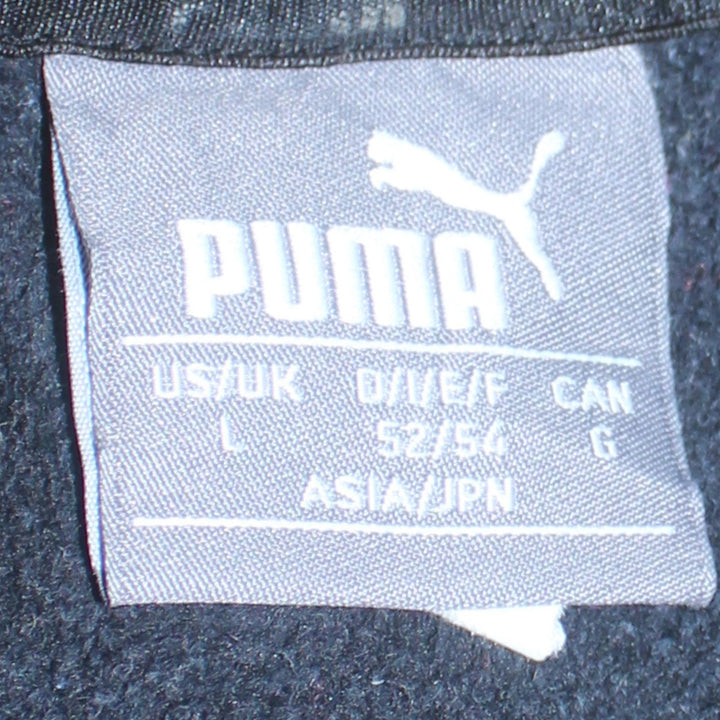 PUMA
US/UK D/I/E/F CAN
L 52/54 G
ASIA/JPN